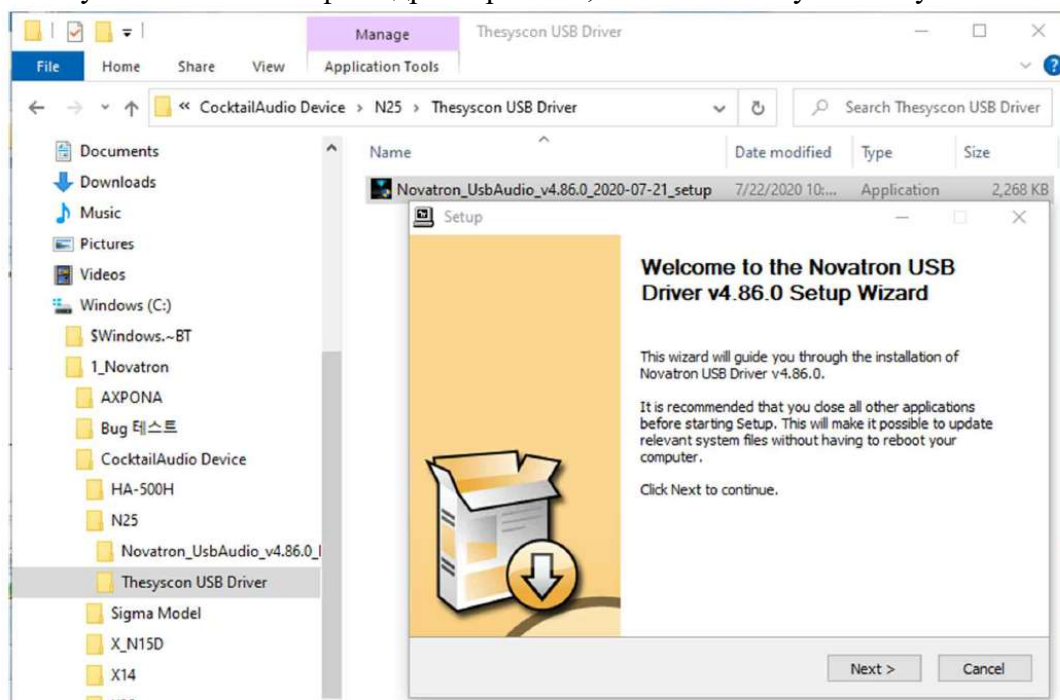 Manage
Thesyscon USB Driver
File
Home
Share
View
Application Tools
« CocktailAudio Device > N25 > Thesyscon USB Driver
Search Thesyscon USB Driver
Documents
Downloads
Music
Pictures
Videos
Windows (C:)
$Windows.~BT
1_Novatron
AXPONA
Bug 테스트
CocktailAudio Device
HA-500H
N25
Novatron_UsbAudio_v4.86.0_
Thesyscon USB Driver
Sigma Model
X_N15D
X14
Name
Date modified
Type
Size
Novatron_UsbAudio_v4.86.0_2020-07-21_setup
7/22/2020 10:...
Application
2,268 KB
Setup
Welcome to the Novatron USB
Driver v4.86.0 Setup Wizard
This wizard will guide you through the installation of
Novatron USB Driver v4.86.0.
It is recommended that you close all other applications
before starting Setup. This will make it possible to update
relevant system files without having to reboot your
computer.
Click Next to continue.
Next >
Cancel